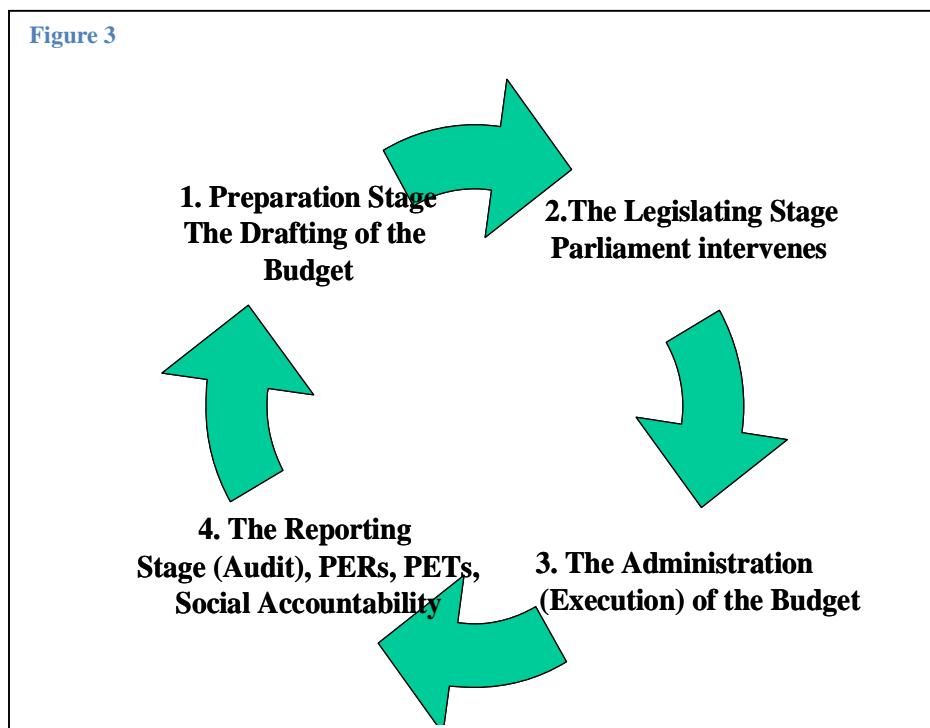 Figure 3
1. Preparation Stage
The Drafting of the
Budget
2.The Legislating Stage
Parliament intervenes
3. The Administration
(Execution) of the Budget
4. The Reporting
Stage (Audit), PERs, PETs,
Social Accountability